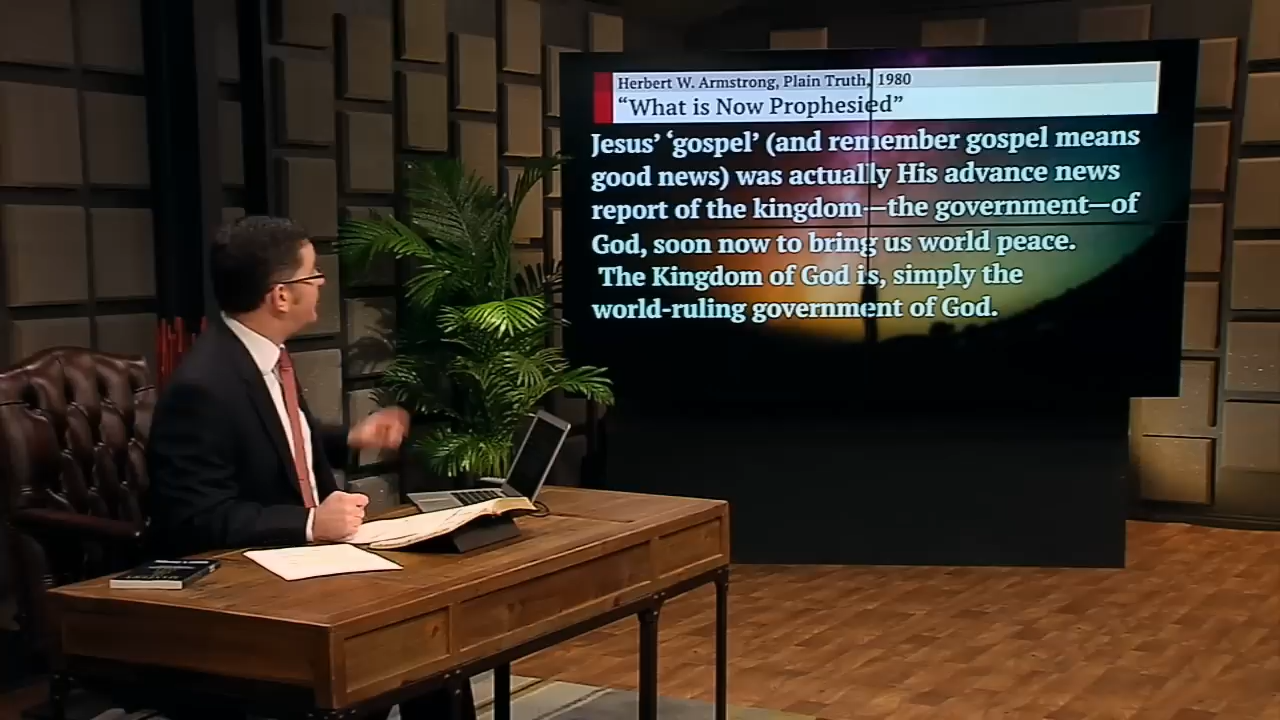 Herbert W. Armstrong, Plain Truth, 1980
“What is Now Prophesied”
Jesus’ ‘gospel’ (and remember gospel means
good news) was actually His advance news
report of the kingdom—the government—of
God, soon now to bring us world peace.
The Kingdom of God is, simply the
world-ruling government of God.